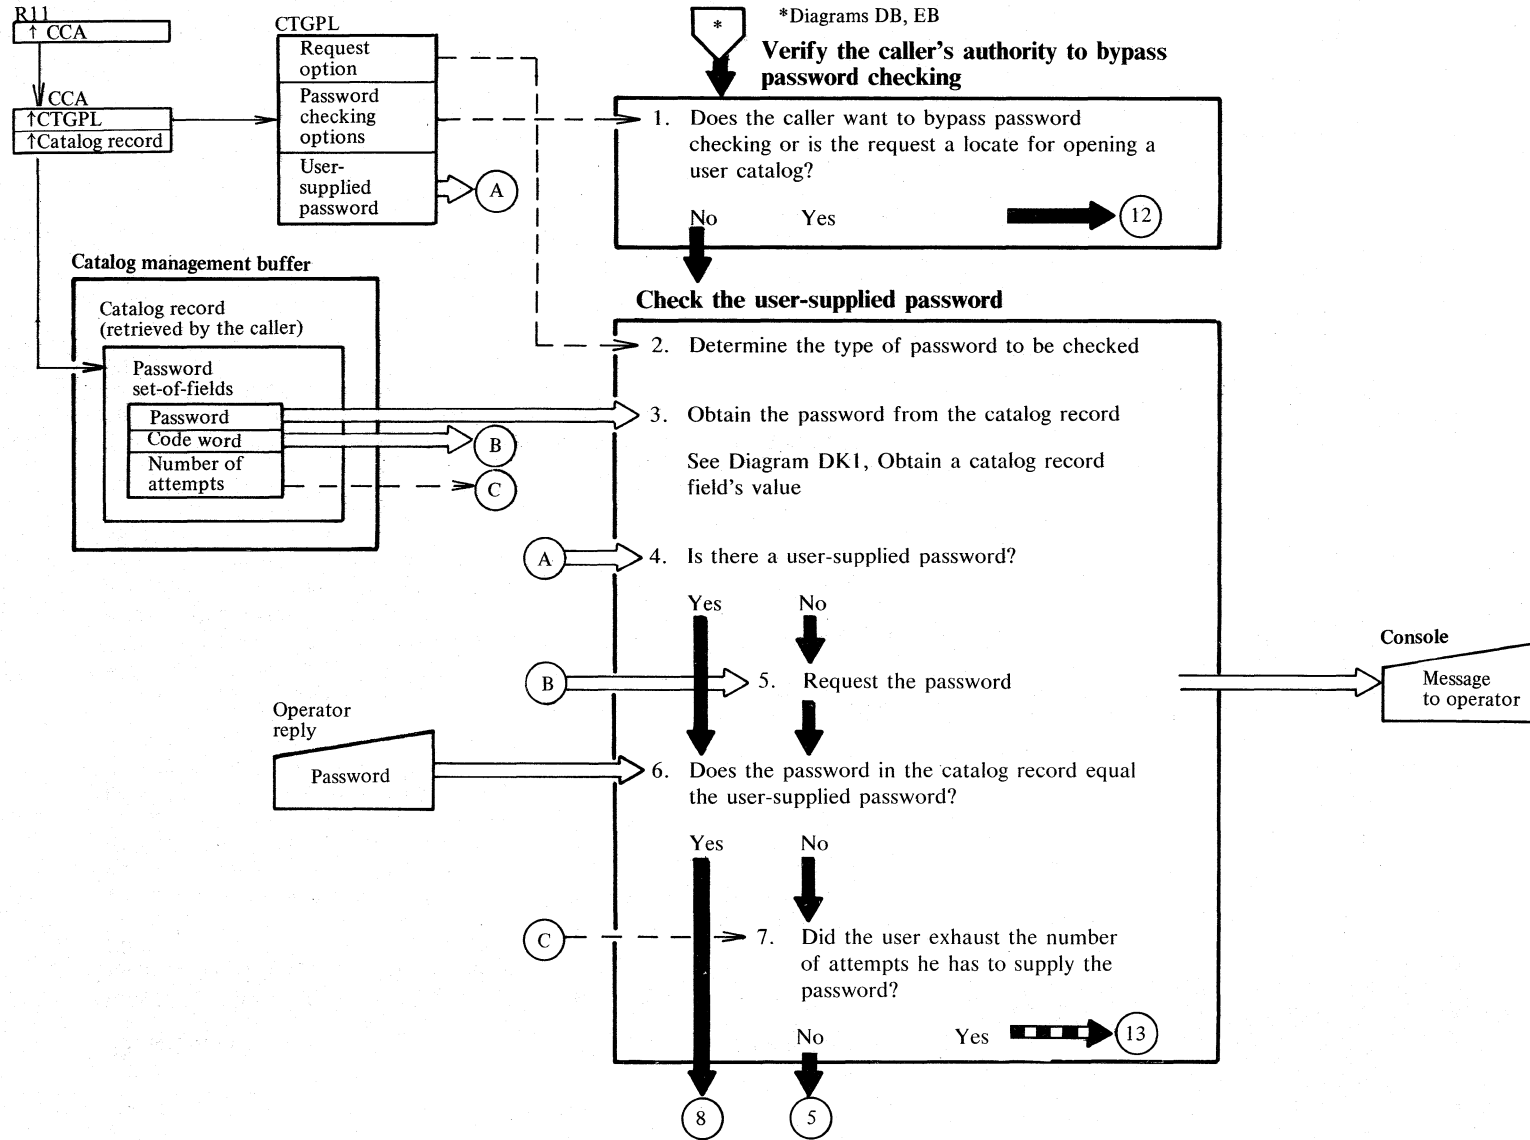 R11
↑ CCA
CCA
↑CTGPL
↑Catalog record
CTGPL
Request
option
Password
checking
options
User-
supplied
password
A
Catalog management buffer
Catalog record
(retrieved by the caller)
Password
set-of-fields
Password
Code word
Number of
attempts
B
C
*
*Diagrams DB, EB
Verify the caller's authority to bypass
password checking
1. Does the caller want to bypass password
checking or is the request a locate for opening a
user catalog?
No Yes 12
Check the user-supplied password
2. Determine the type of password to be checked
3. Obtain the password from the catalog record
See Diagram DK1, Obtain a catalog record
field's value
A
4. Is there a user-supplied password?
Yes No
B
5. Request the password
Console
Message
to operator
Operator
reply
Password
6. Does the password in the catalog record equal
the user-supplied password?
Yes No
C
7. Did the user exhaust the number
of attempts he has to supply the
password?
No Yes 13
8 5